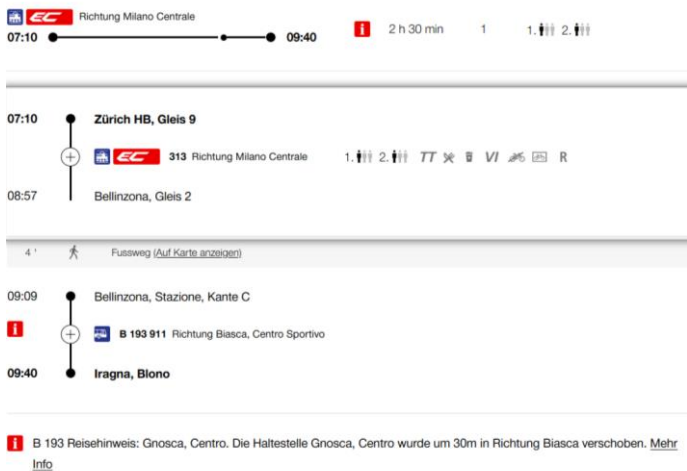 EC Richtung Milano Centrale
07:10 09:40 i 2 h 30 min 1 1. 2.
07:10 Zürich HB, Gleis 9
EC 313 Richtung Milano Centrale 1. 2. TT VI R
08:57 Bellinzona, Gleis 2
4 ' Fussweg (Auf Karte anzeigen)
09:09 Bellinzona, Stazione, Kante C
i B 193 911 Richtung Biasca, Centro Sportivo
09:40 Iragna, Blono
i B 193 Reisehinweis: Gnosca, Centro. Die Haltestelle Gnosca, Centro wurde um 30m in Richtung Biasca verschoben. Mehr
Info